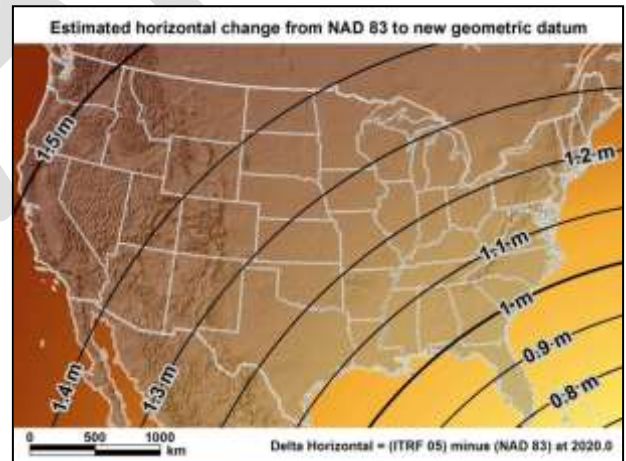 Estimated horizontal change from NAD 83 to new geometric datum
1.5 m
1.2 m
1.1 m
1 m
0.9 m
0.8 m
1.4 m
1.3 m
0 500 1000
km
Delta Horizontal = (ITRF 05) minus (NAD 83) at 2020.0